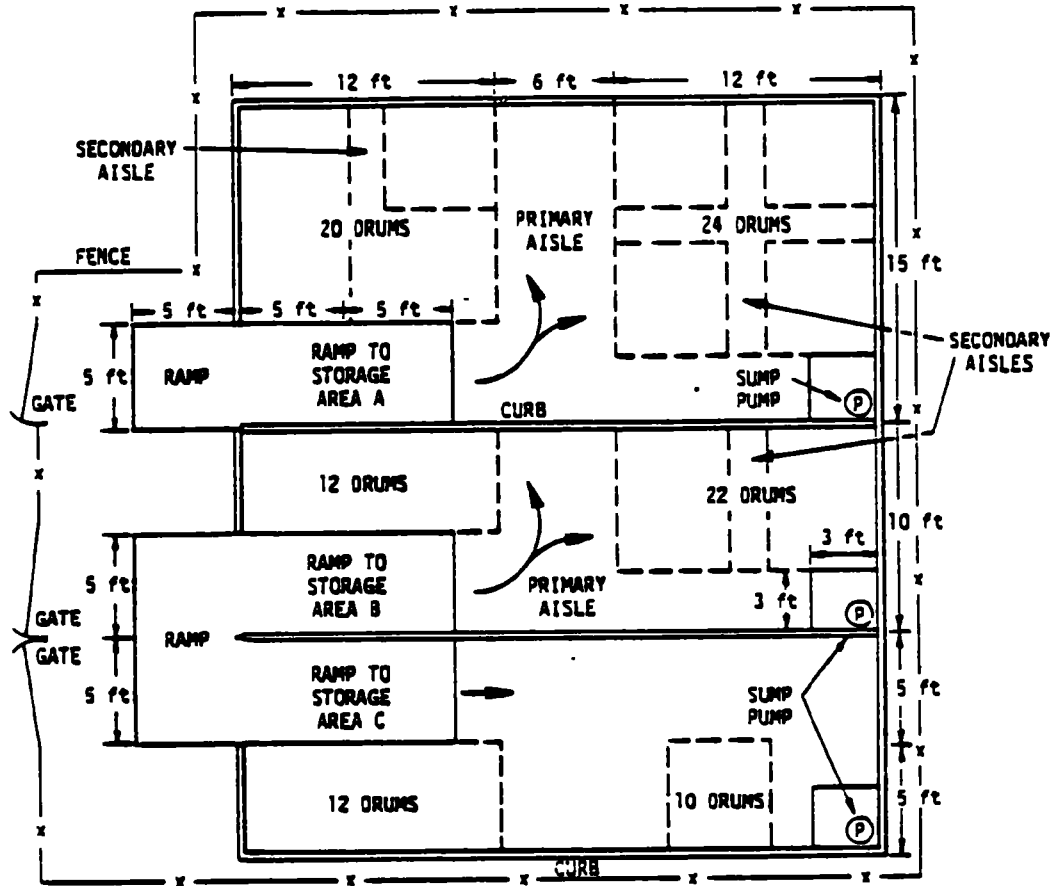 12 ft
6 ft
12 ft
SECONDARY
AISLE
20 DRUMS
PRIMARY
AISLE
24 DRUMS
FENCE
15 ft
5 ft
5 ft
5 ft
SECONDARY
AISLES
5 ft
RAMP
RAMP TO
STORAGE
AREA A
SUMP
PUMP
P
GATE
CURB
12 DRUMS
22 DRUMS
10 ft
3 ft
5 ft
RAMP TO
STORAGE
AREA B
PRIMARY
AISLE
3 ft
P
GATE
GATE
RAMP
5 ft
RAMP TO
STORAGE
AREA C
SUMP
PUMP
5 ft
12 DRUMS
10 DRUMS
P
5 ft
CURB